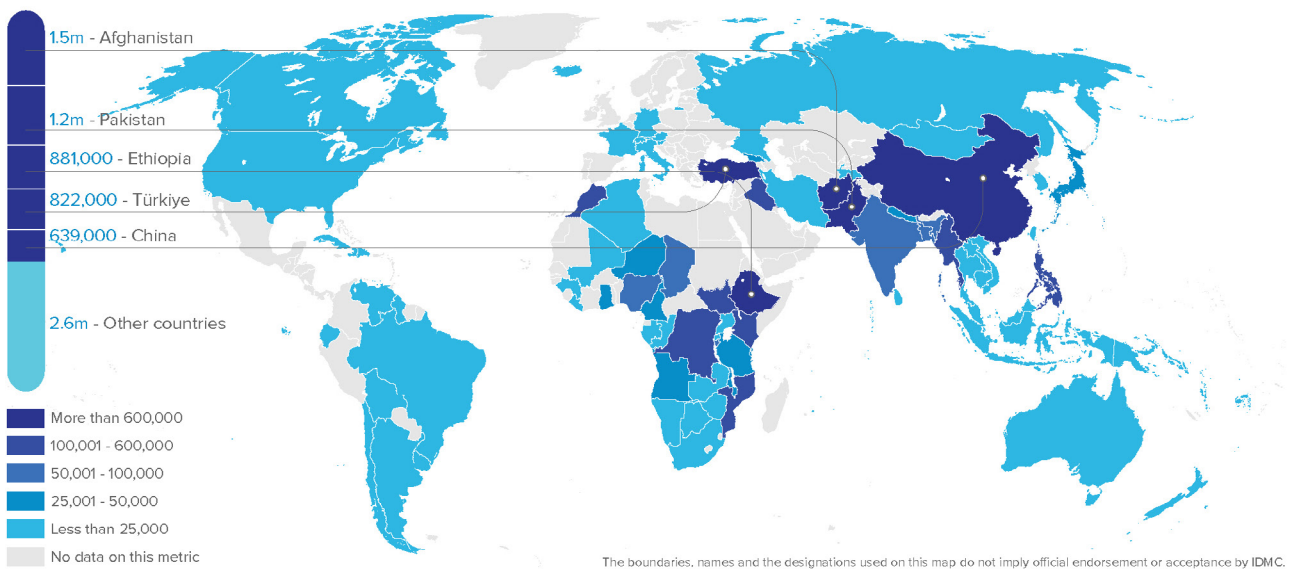 1.5m - Afghanistan
1.2m - Pakistan
881,000 - Ethiopia
822,000 - Türkiye
639,000 - China
2.6m - Other countries
More than 600,000
100,001 - 600,000
50,001 - 100,000
25,001 - 50,000
Less than 25,000
No data on this metric
The boundaries, names and the designations used on this map do not imply official endorsement or acceptance by IDMC.